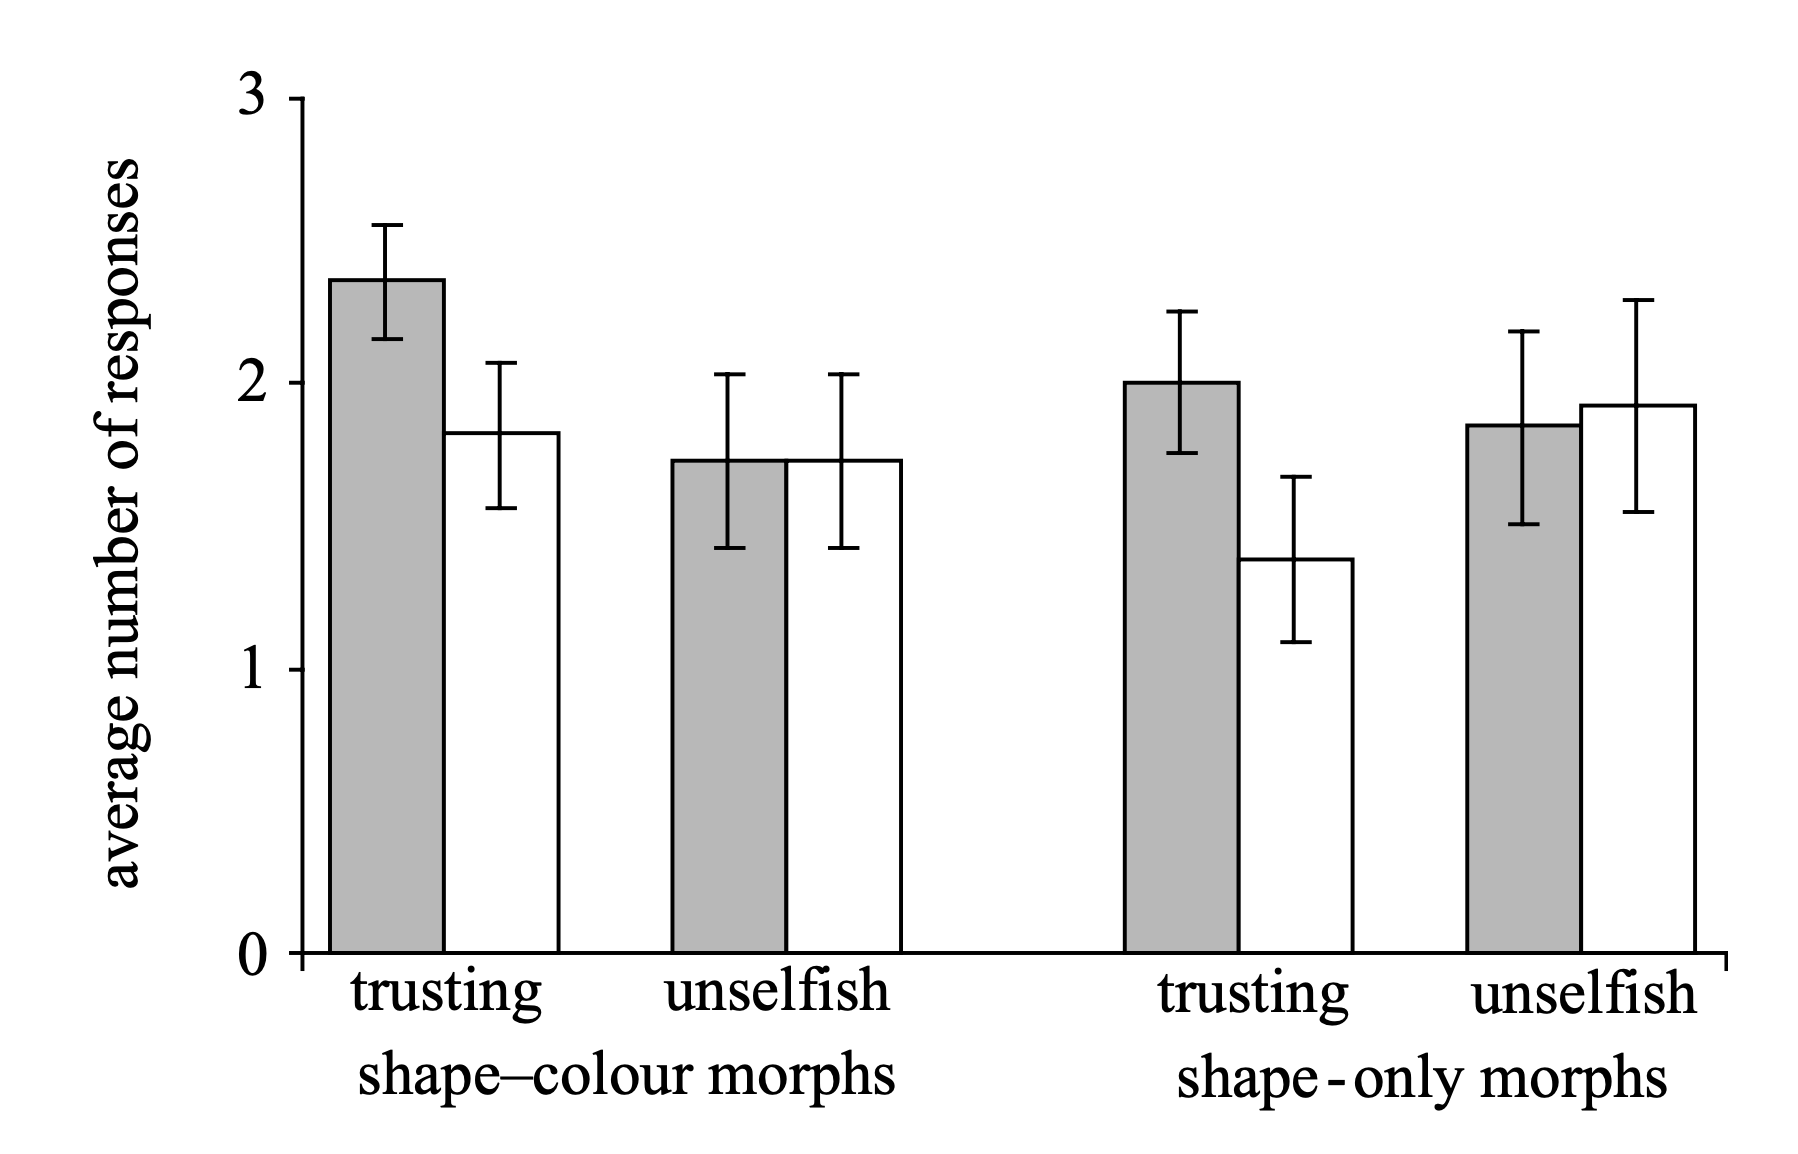 average number of responses
3
2
1
0
trusting unselfish trusting unselfish
shape–colour morphs shape-only morphs